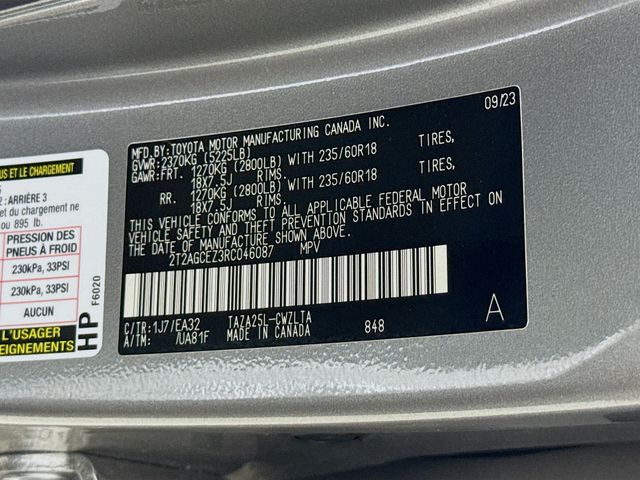 09/23
MFD.BY:TOYOTA MOTOR MANUFACTURING CANADA INC.
GVWR:2370KG (5225LB)
GAWR:FRT. 1270KG (2800LB) WITH 235/60R18 TIRES,
18X7.5J RIMS
RR. 1270KG (2800LB) WITH 235/60R18 TIRES,
18X7.5J RIMS
THIS VEHICLE CONFORMS TO ALL APPLICABLE FEDERAL MOTOR
VEHICLE SAFETY AND THEFT PREVENTION STANDARDS IN EFFECT ON
THE DATE OF MANUFACTURE SHOWN ABOVE.
2T2AGCEZ3RC046087 MPV
A
C/TR:1J7/EA32 TAZA25L-CWZLTA
A/TM: /UA81F MADE IN CANADA 848
US ET LE CHARGEMENT
2 : ARRIÈRE 3
et du chargement ne
ou 895 lb.
PRESSION DES
PNEUS À FROID
230kPa, 33PSI
230kPa, 33PSI
AUCUN
L'USAGER
EIGNEMENTS
HP F6020